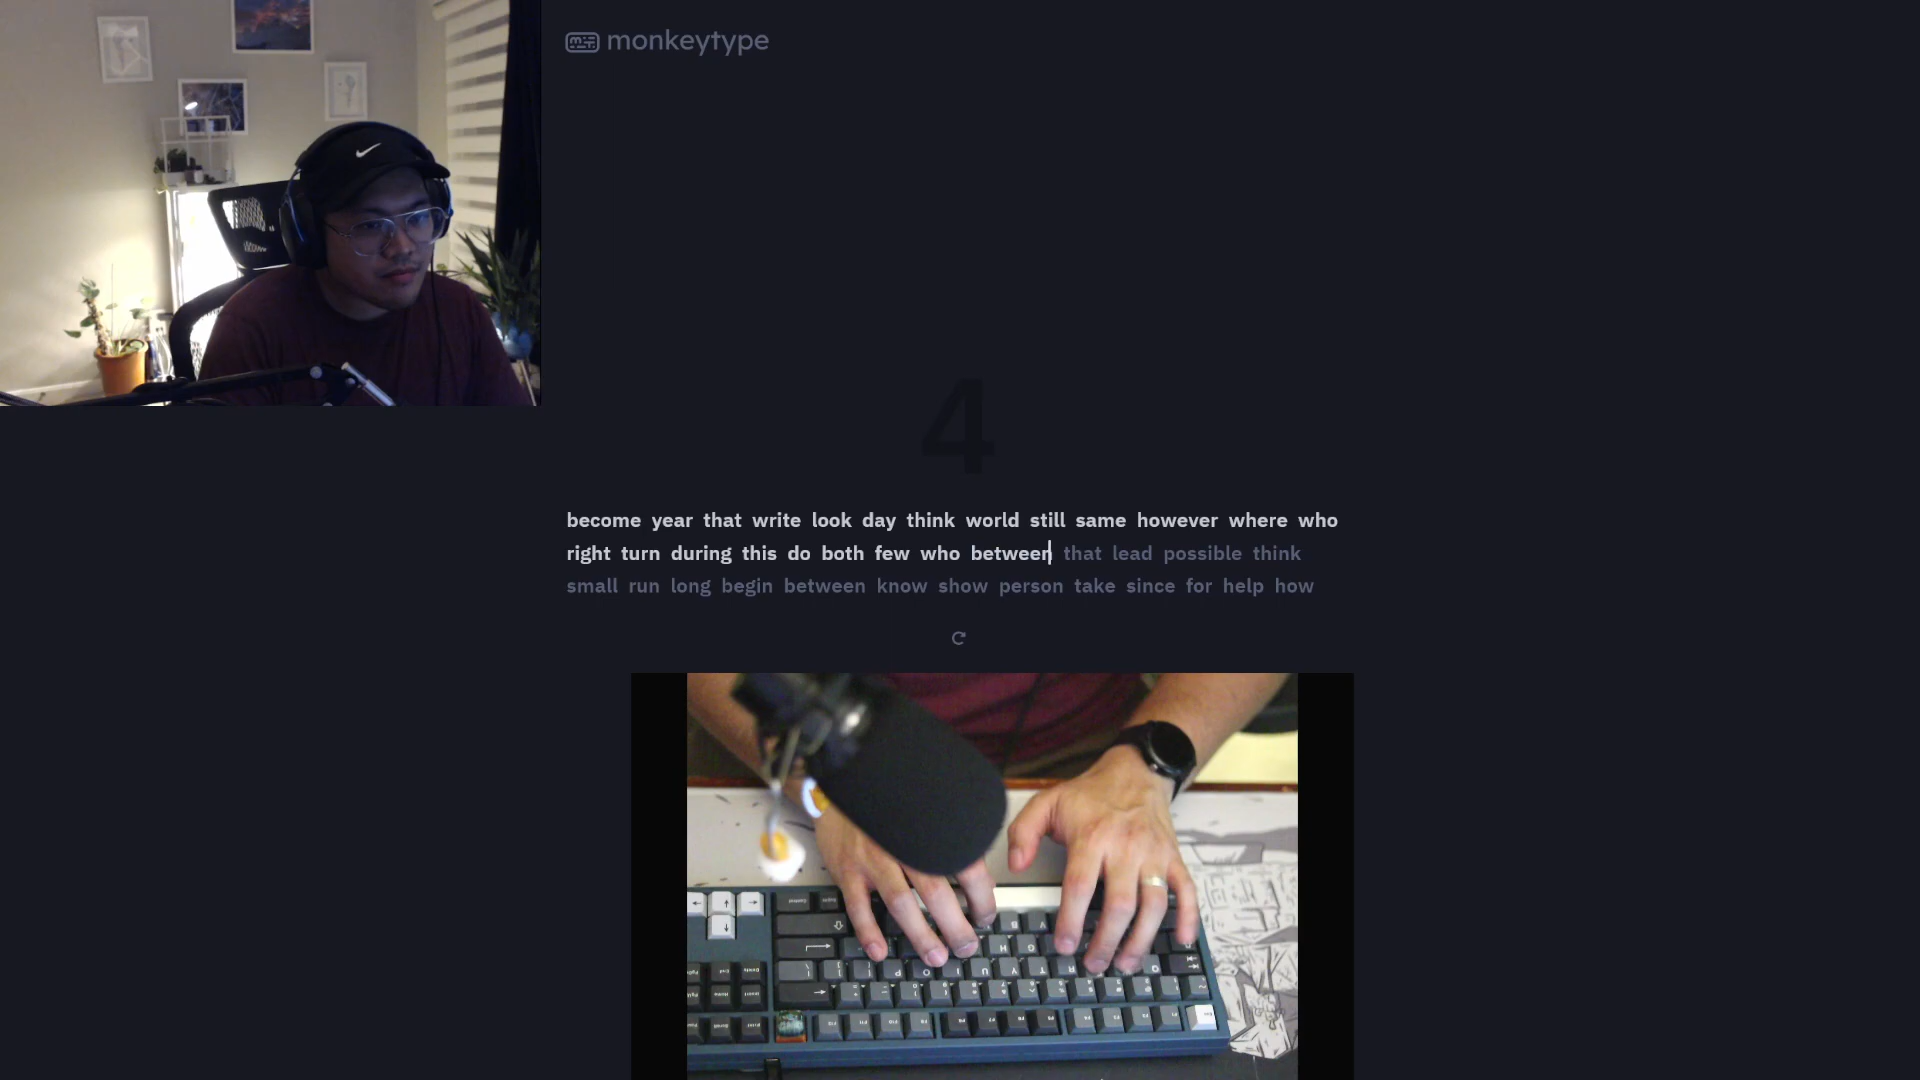 monkeytype
4
become year that write look day think world still same however where who
right turn during this do both few who between that lead possible think
small run long begin between know show person take since for help how